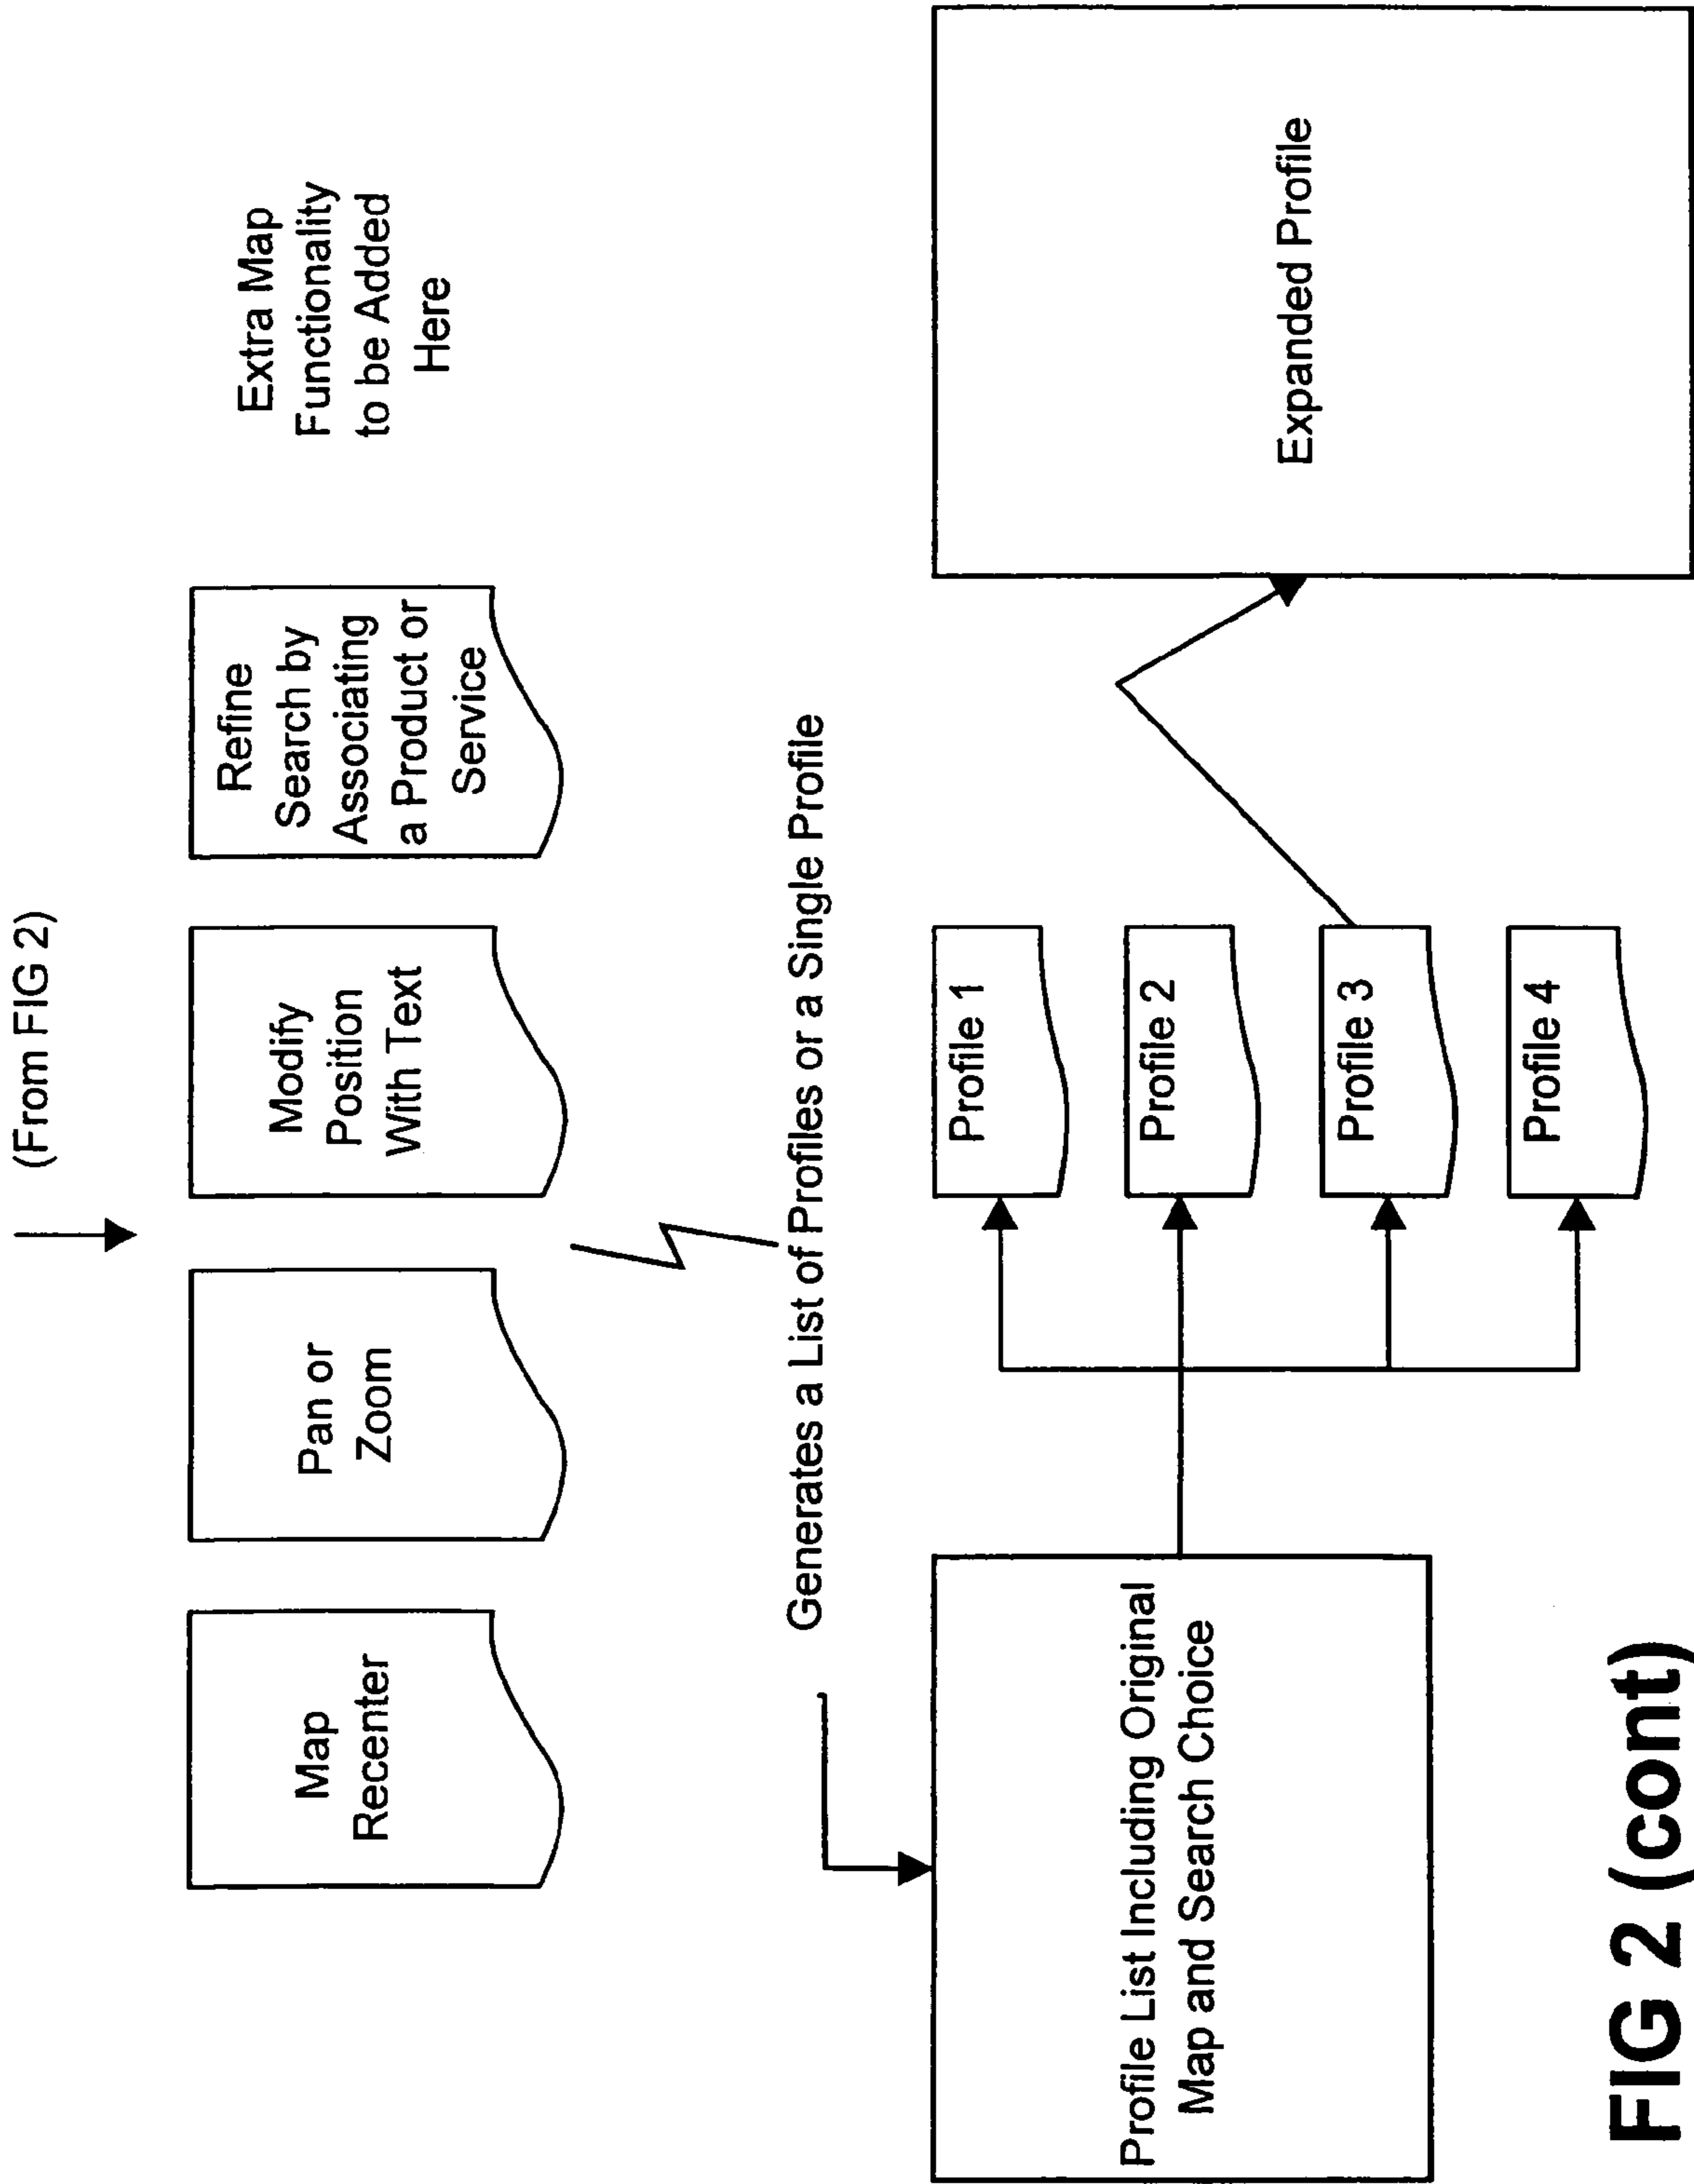 (From FIG 2)
Map
Recenter
Pan or
Zoom
Modify
Position
With Text
Refine
Search by
Associating
a Product or
Service
Extra Map
Functionality
to be Added
Here
Generates a List of Profiles or a Single Profile
Profile List Including Original
Map and Search Choice
Profile 1
Profile 2
Profile 3
Profile 4
Expanded Profile
FIG 2 (cont)